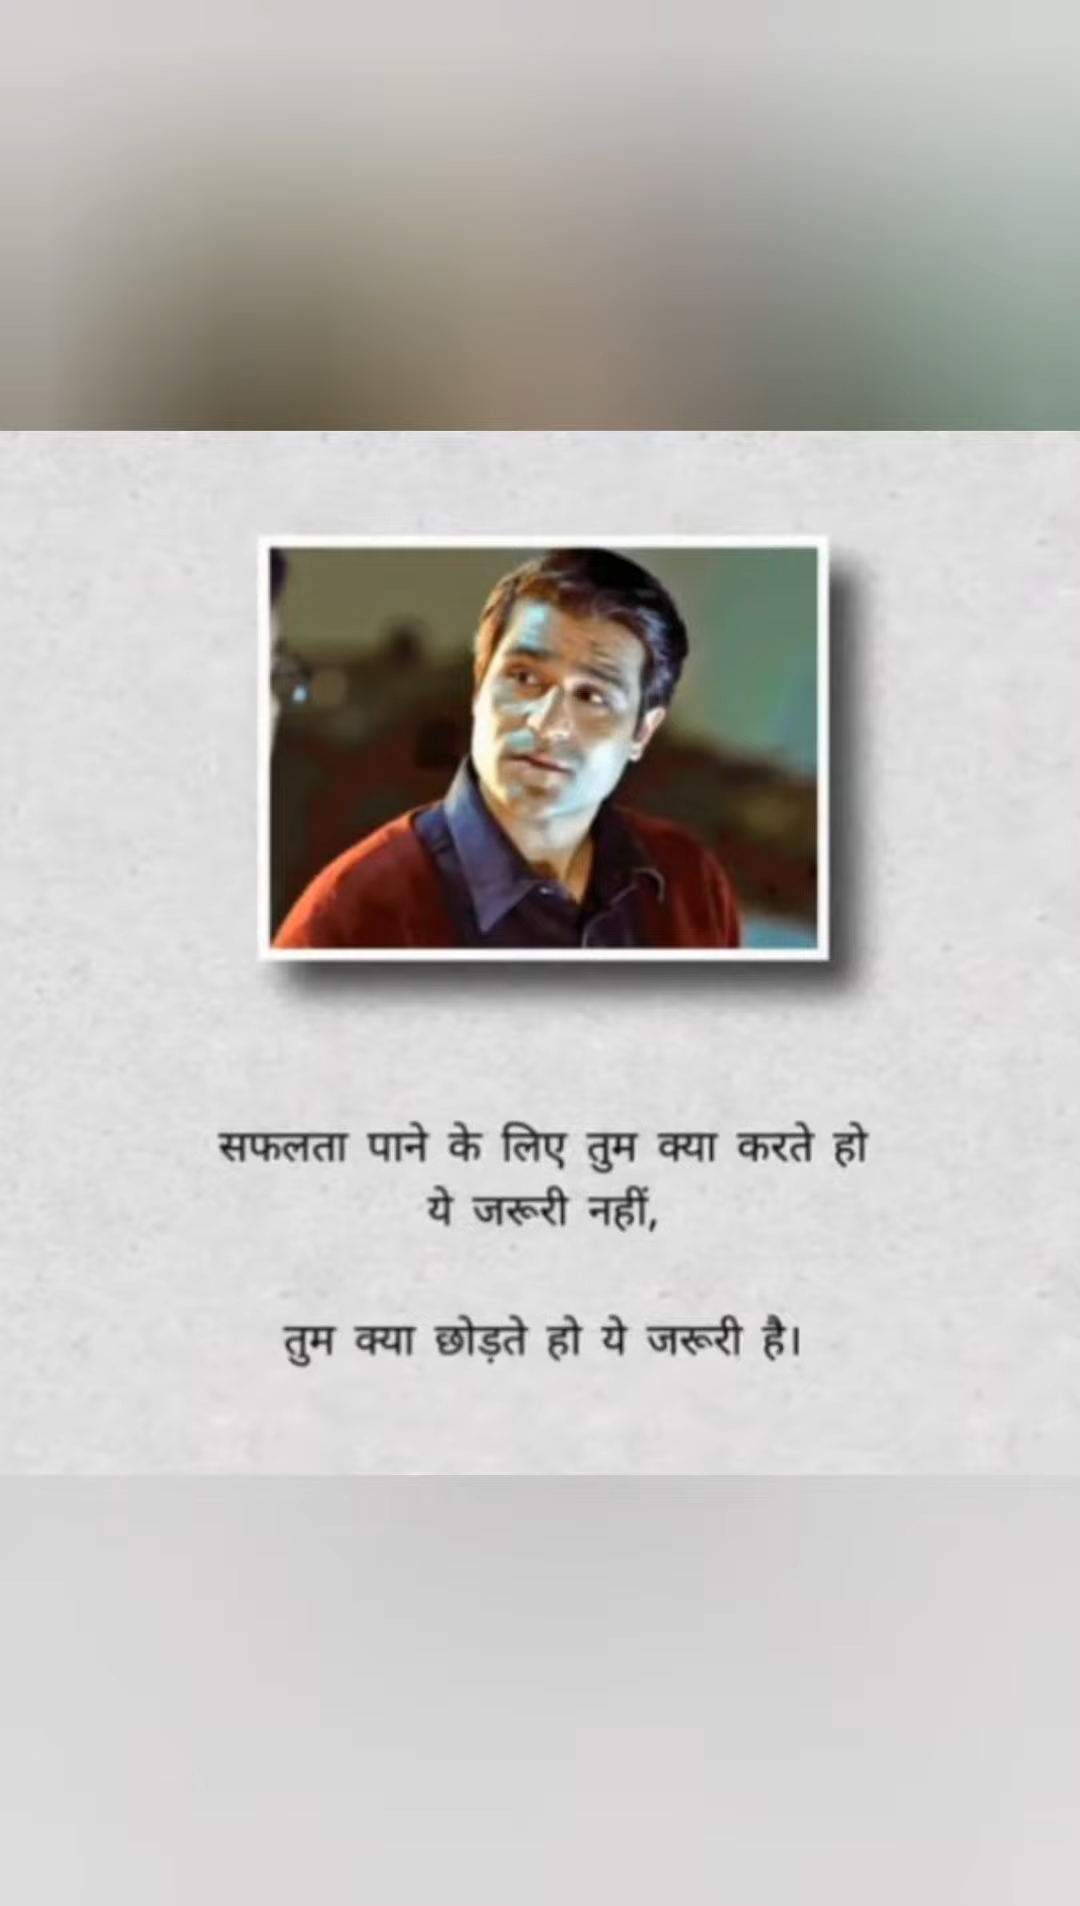 सफलता पाने के लिए तुम क्या करते हो
ये जरूरी नहीं,
तुम क्या छोड़ते हो ये जरूरी है।